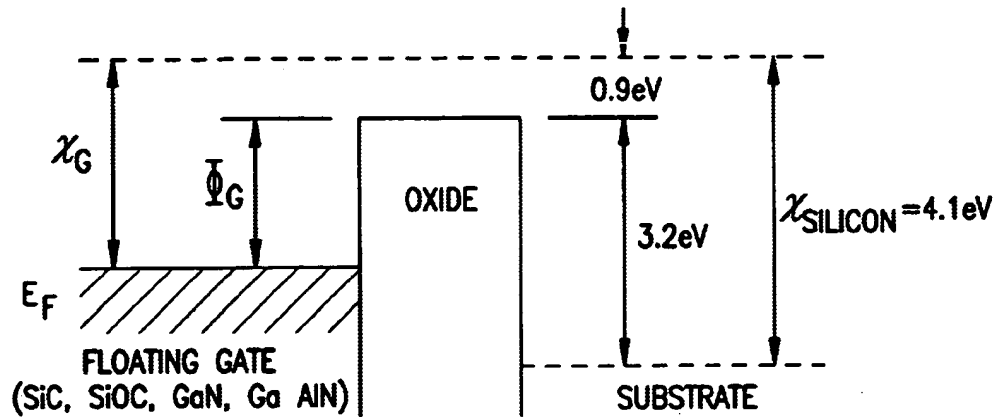 0.9eV
χG
ΦG
OXIDE
3.2eV
χSILICON=4.1eV
EF
FLOATING GATE
(SiC, SiOC, GaN, Ga AlN)
SUBSTRATE